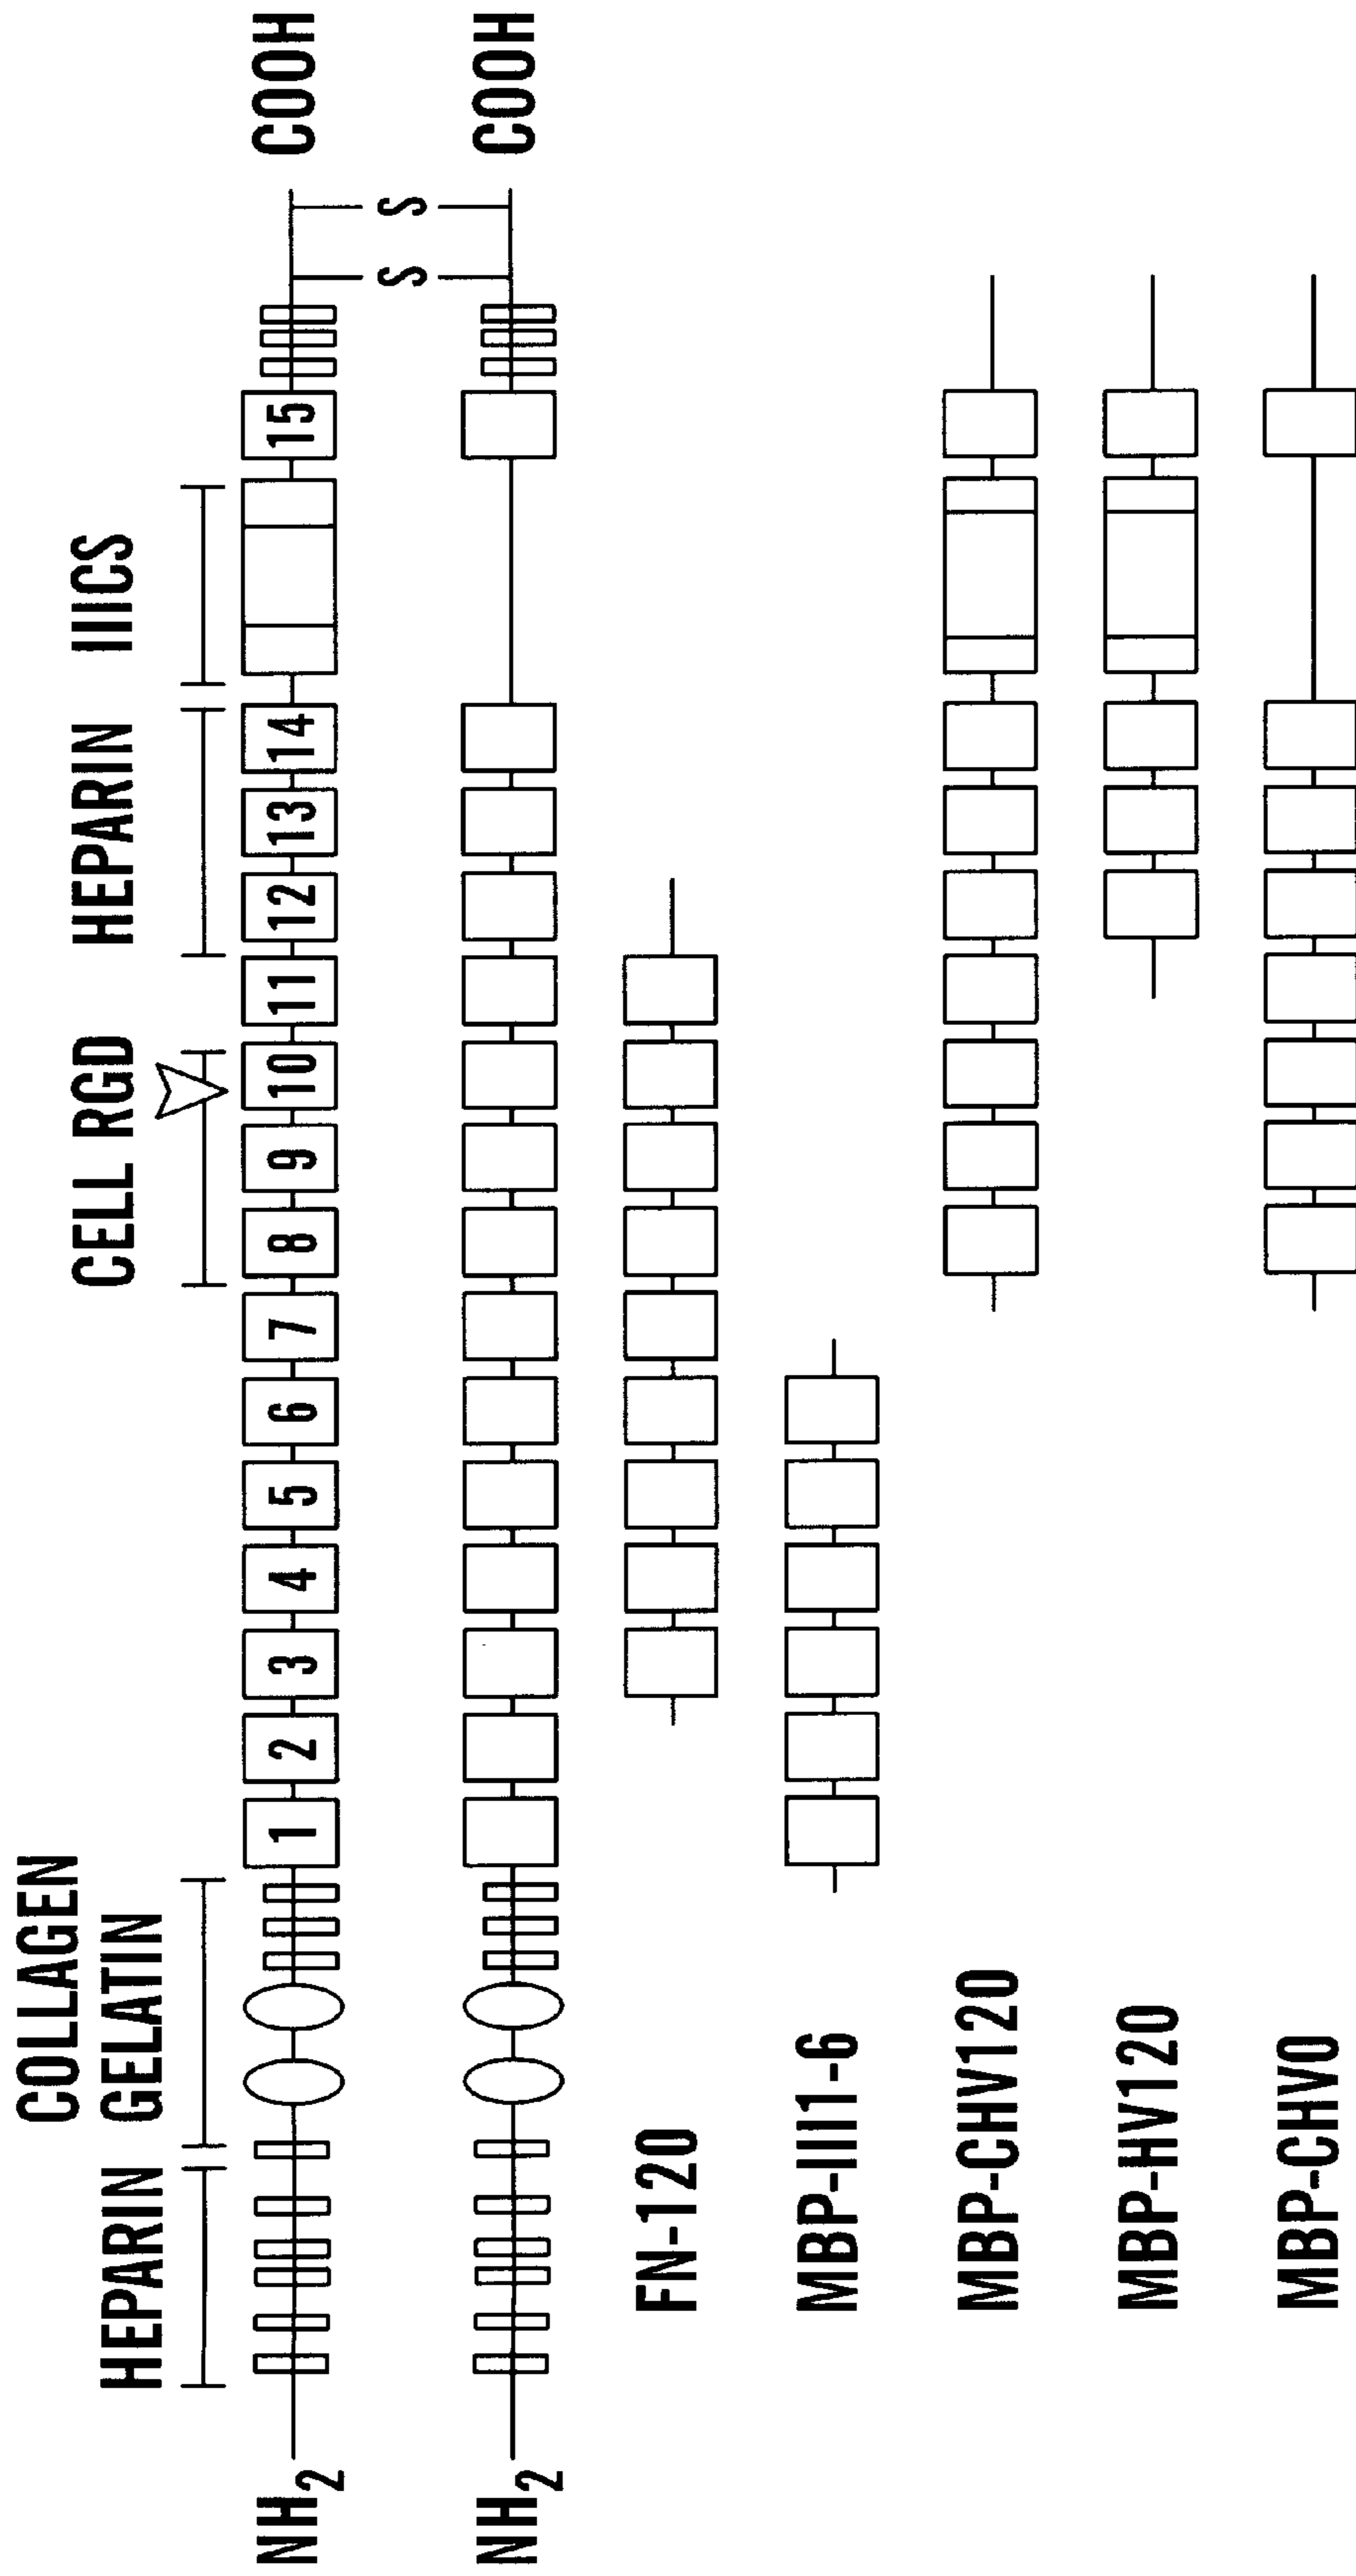 COLLAGEN
HEPARIN GELATIN CELL RGD HEPARIN IIICS
NH2 1 2 3 4 5 6 7 8 9 10 11 12 13 14 15 COOH
S S
NH2 COOH
FN-120
MBP-III1-6
MBP-CHV120
MBP-HV120
MBP-CHV0